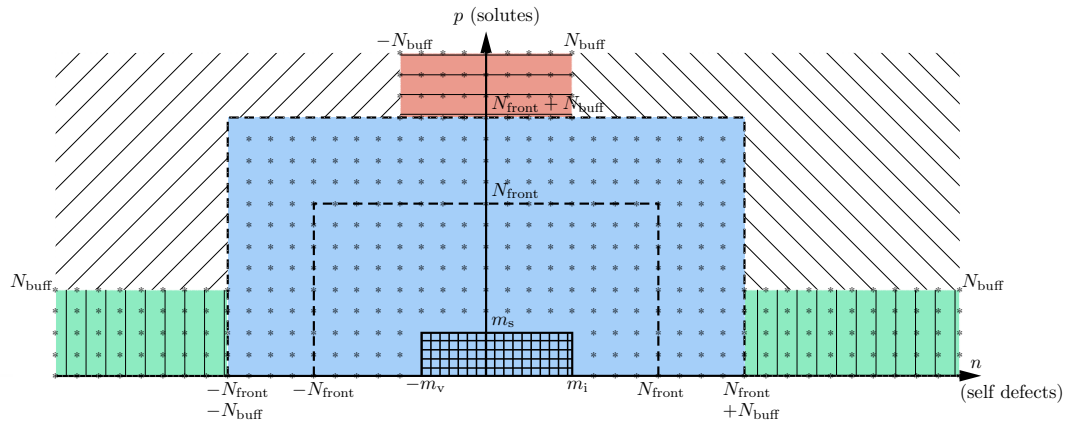 p (solutes)
−N_buff
N_buff
N_front + N_buff
N_front
N_buff
N_buff
m_s
n
−N_front
−N_buff
−N_front
−m_v
m_i
N_front
N_front
+N_buff
(self defects)